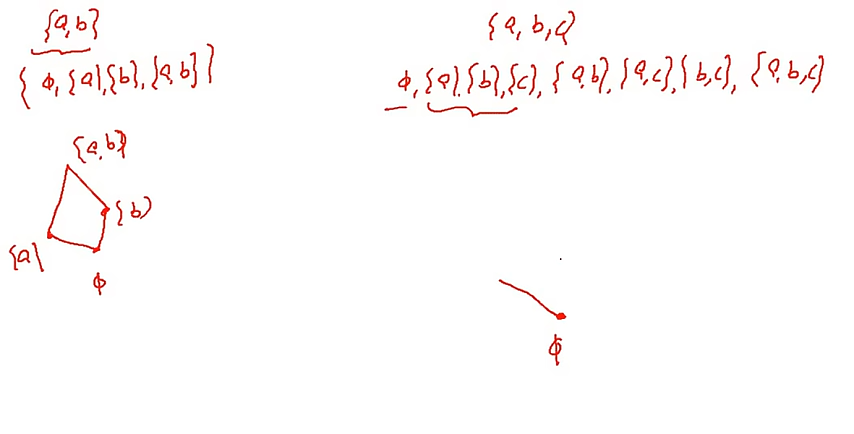 {a,b}
{ϕ, {a},{b}, {a,b}}
{a,b}
{b}
{a}
ϕ
{a, b, c}
ϕ, {a}, {b}, {c}, {a,b}, {a,c}, {b,c}, {a,b,c}
ϕ